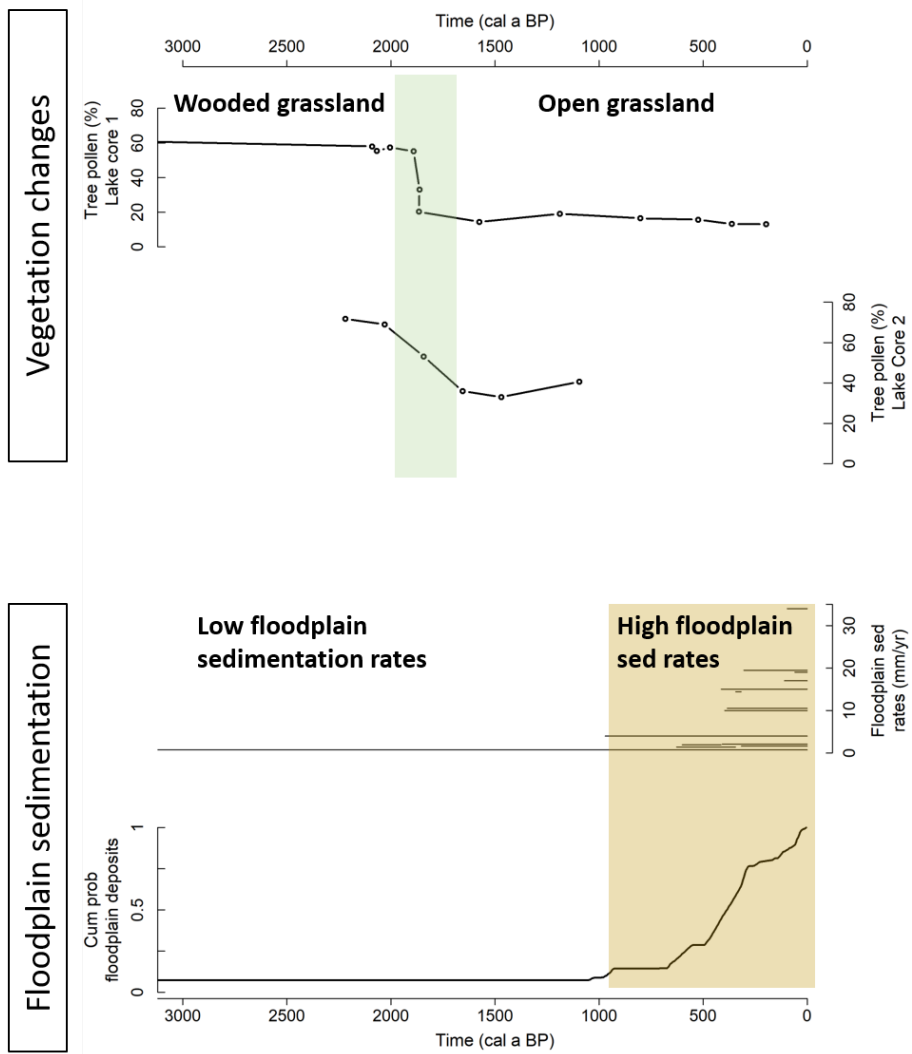 Time (cal a BP)
3000 2000 1500 1000 500 0
Vegetation changes
Wooded grassland
Open grassland
Tree pollen (%)
Lake core 1
80
60
40
20
0
80
60
40
20
0
Tree pollen (%)
Lake Core 2
Floodplain sedimentation
Low floodplain
sedimentation rates
High floodplain
sed rates
30
20
10
0
Floodplain sed
rates (mm/yr)
Cum prob
floodplain deposits
1
0.5
0
3000 2000 1500 1000 500 0
Time (cal a BP)